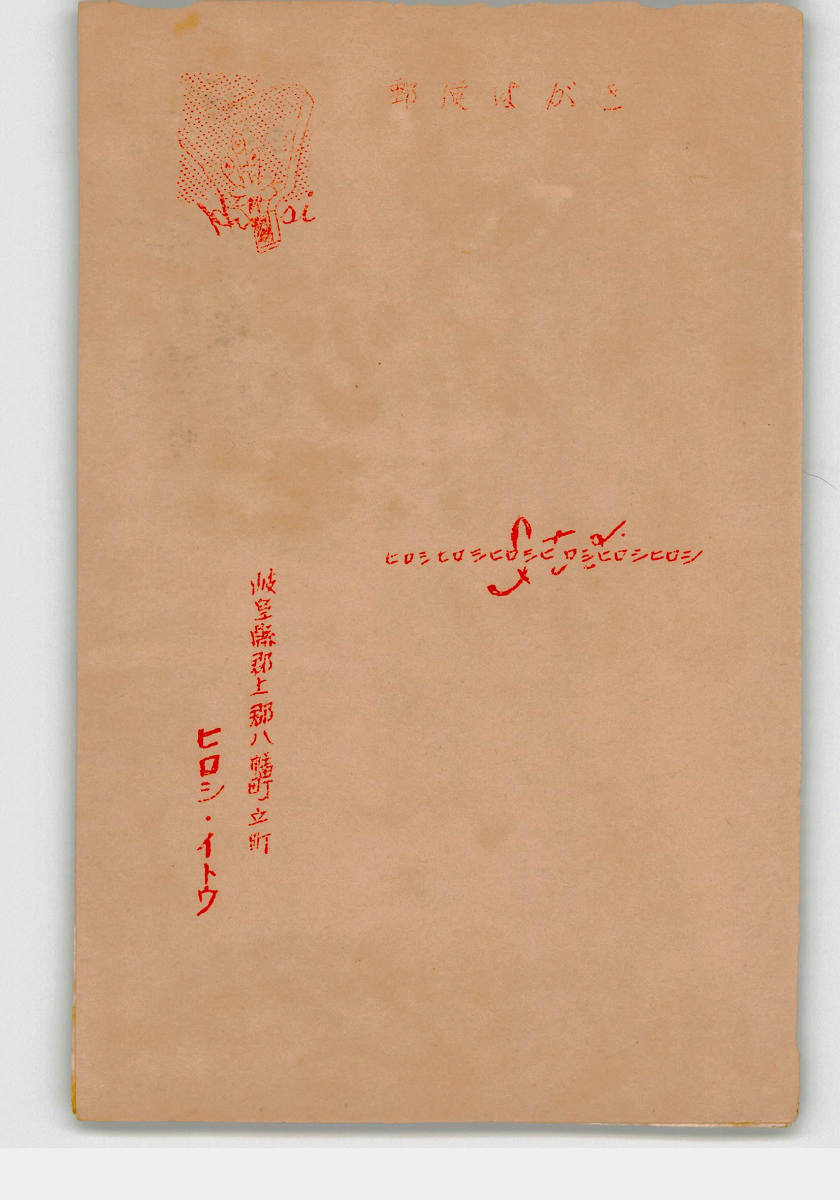 郵便はがき
ヒロシヒロシヒロシヒロシヒロシヒロシ
岐阜縣郡上郡八幡町立町
ヒロシ・イトウ